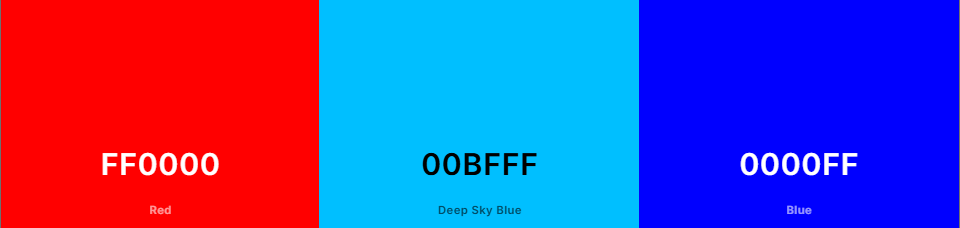 FF0000
Red
00BFFF
Deep Sky Blue
0000FF
Blue